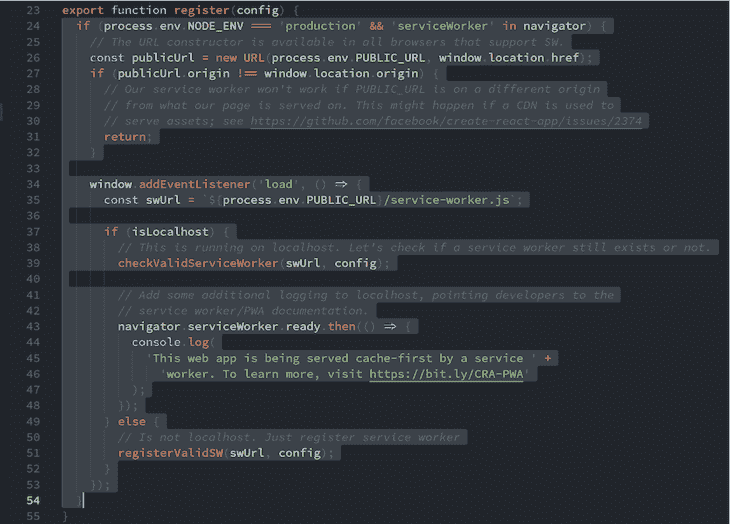 23 export function register(config) {
24 if (process.env.NODE_ENV === 'production' && 'serviceWorker' in navigator) {
25 // The URL constructor is available in all browsers that support SW.
26 const publicUrl = new URL(process.env.PUBLIC_URL, window.location.href);
27 if (publicUrl.origin !== window.location.origin) {
28 // Our service worker won't work if PUBLIC_URL is on a different origin
29 // from what our page is served on. This might happen if a CDN is used to
30 // serve assets; see https://github.com/facebook/create-react-app/issues/2374
31 return;
32 }
33
34 window.addEventListener('load', () => {
35 const swUrl = `${process.env.PUBLIC_URL}/service-worker.js`;
36
37 if (isLocalhost) {
38 // This is running on localhost. Let's check if a service worker still exists or not.
39 checkValidServiceWorker(swUrl, config);
40
41 // Add some additional logging to localhost, pointing developers to the
42 // service worker/PWA documentation.
43 navigator.serviceWorker.ready.then(() => {
44 console.log(
45 'This web app is being served cache-first by a service ' +
46 'worker. To learn more, visit https://bit.ly/CRA-PWA'
47 );
48 });
49 } else {
50 // Is not localhost. Just register service worker
51 registerValidSW(swUrl, config);
52 }
53 });
54 }
55 }